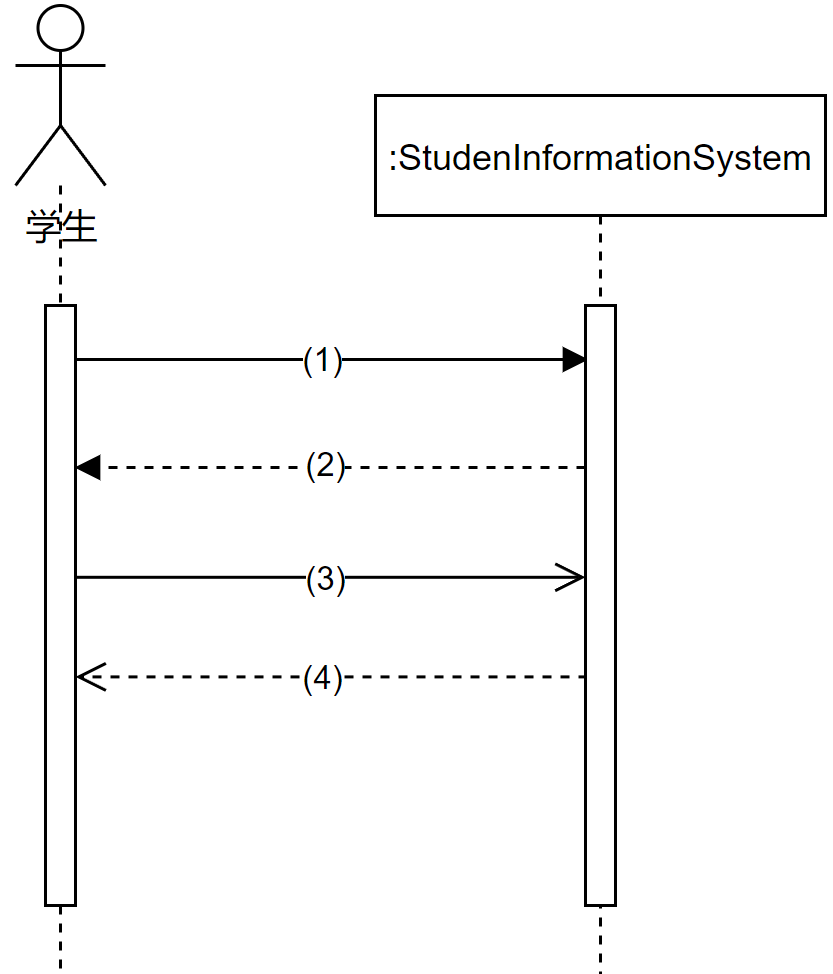 :StudenInformationSystem
学生
(1)
(2)
(3)
(4)